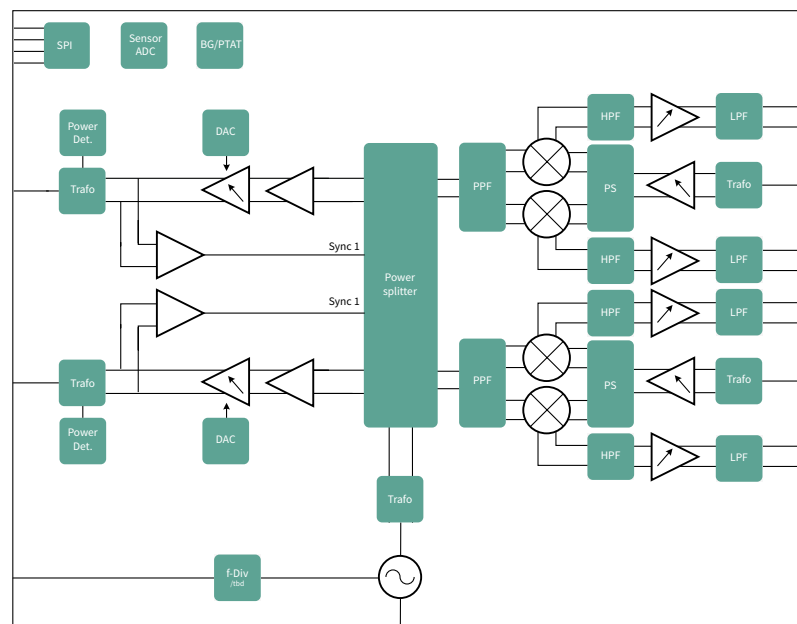 SPI
Sensor
ADC
BG/PTAT
Power
Det.
DAC
HPF
LPF
Trafo
PPF
PS
Trafo
Sync 1
HPF
LPF
Power
splitter
Sync 1
HPF
LPF
Trafo
PPF
PS
Trafo
Power
Det.
DAC
HPF
LPF
Trafo
f-Div
/tbd